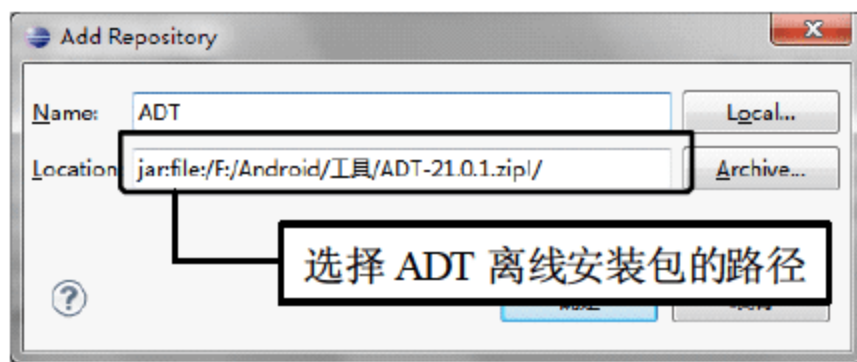 Add Repository
Name: ADT Local...
Location jar:file:/F:/Android/工具/ADT-21.0.1.zip!/ Archive...
选择 ADT 离线安装包的路径
?